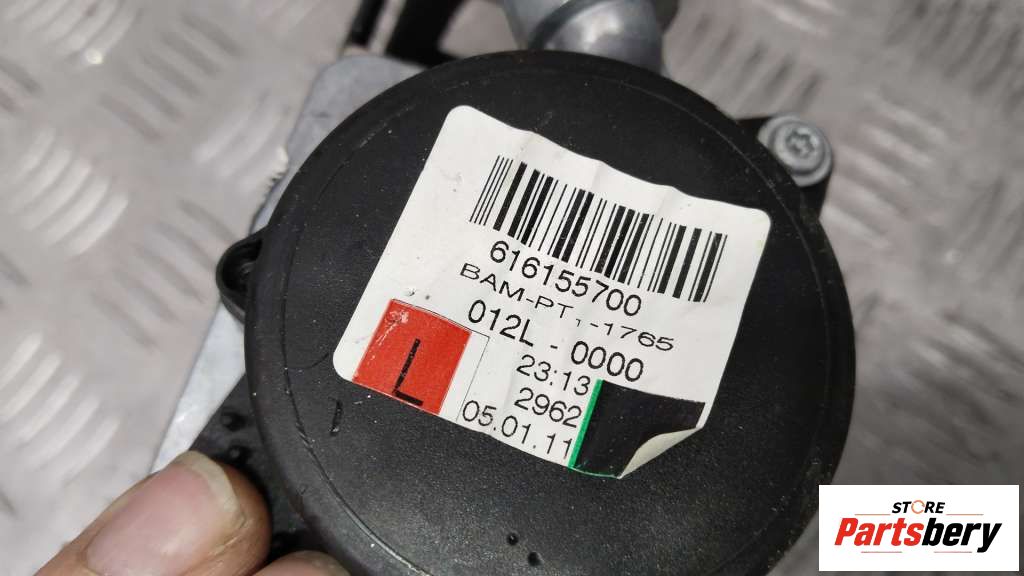 616155700
BAM-PT1-1765
012L - 0000
L
23:13
2962
05.01.11
STORE
Partsbery